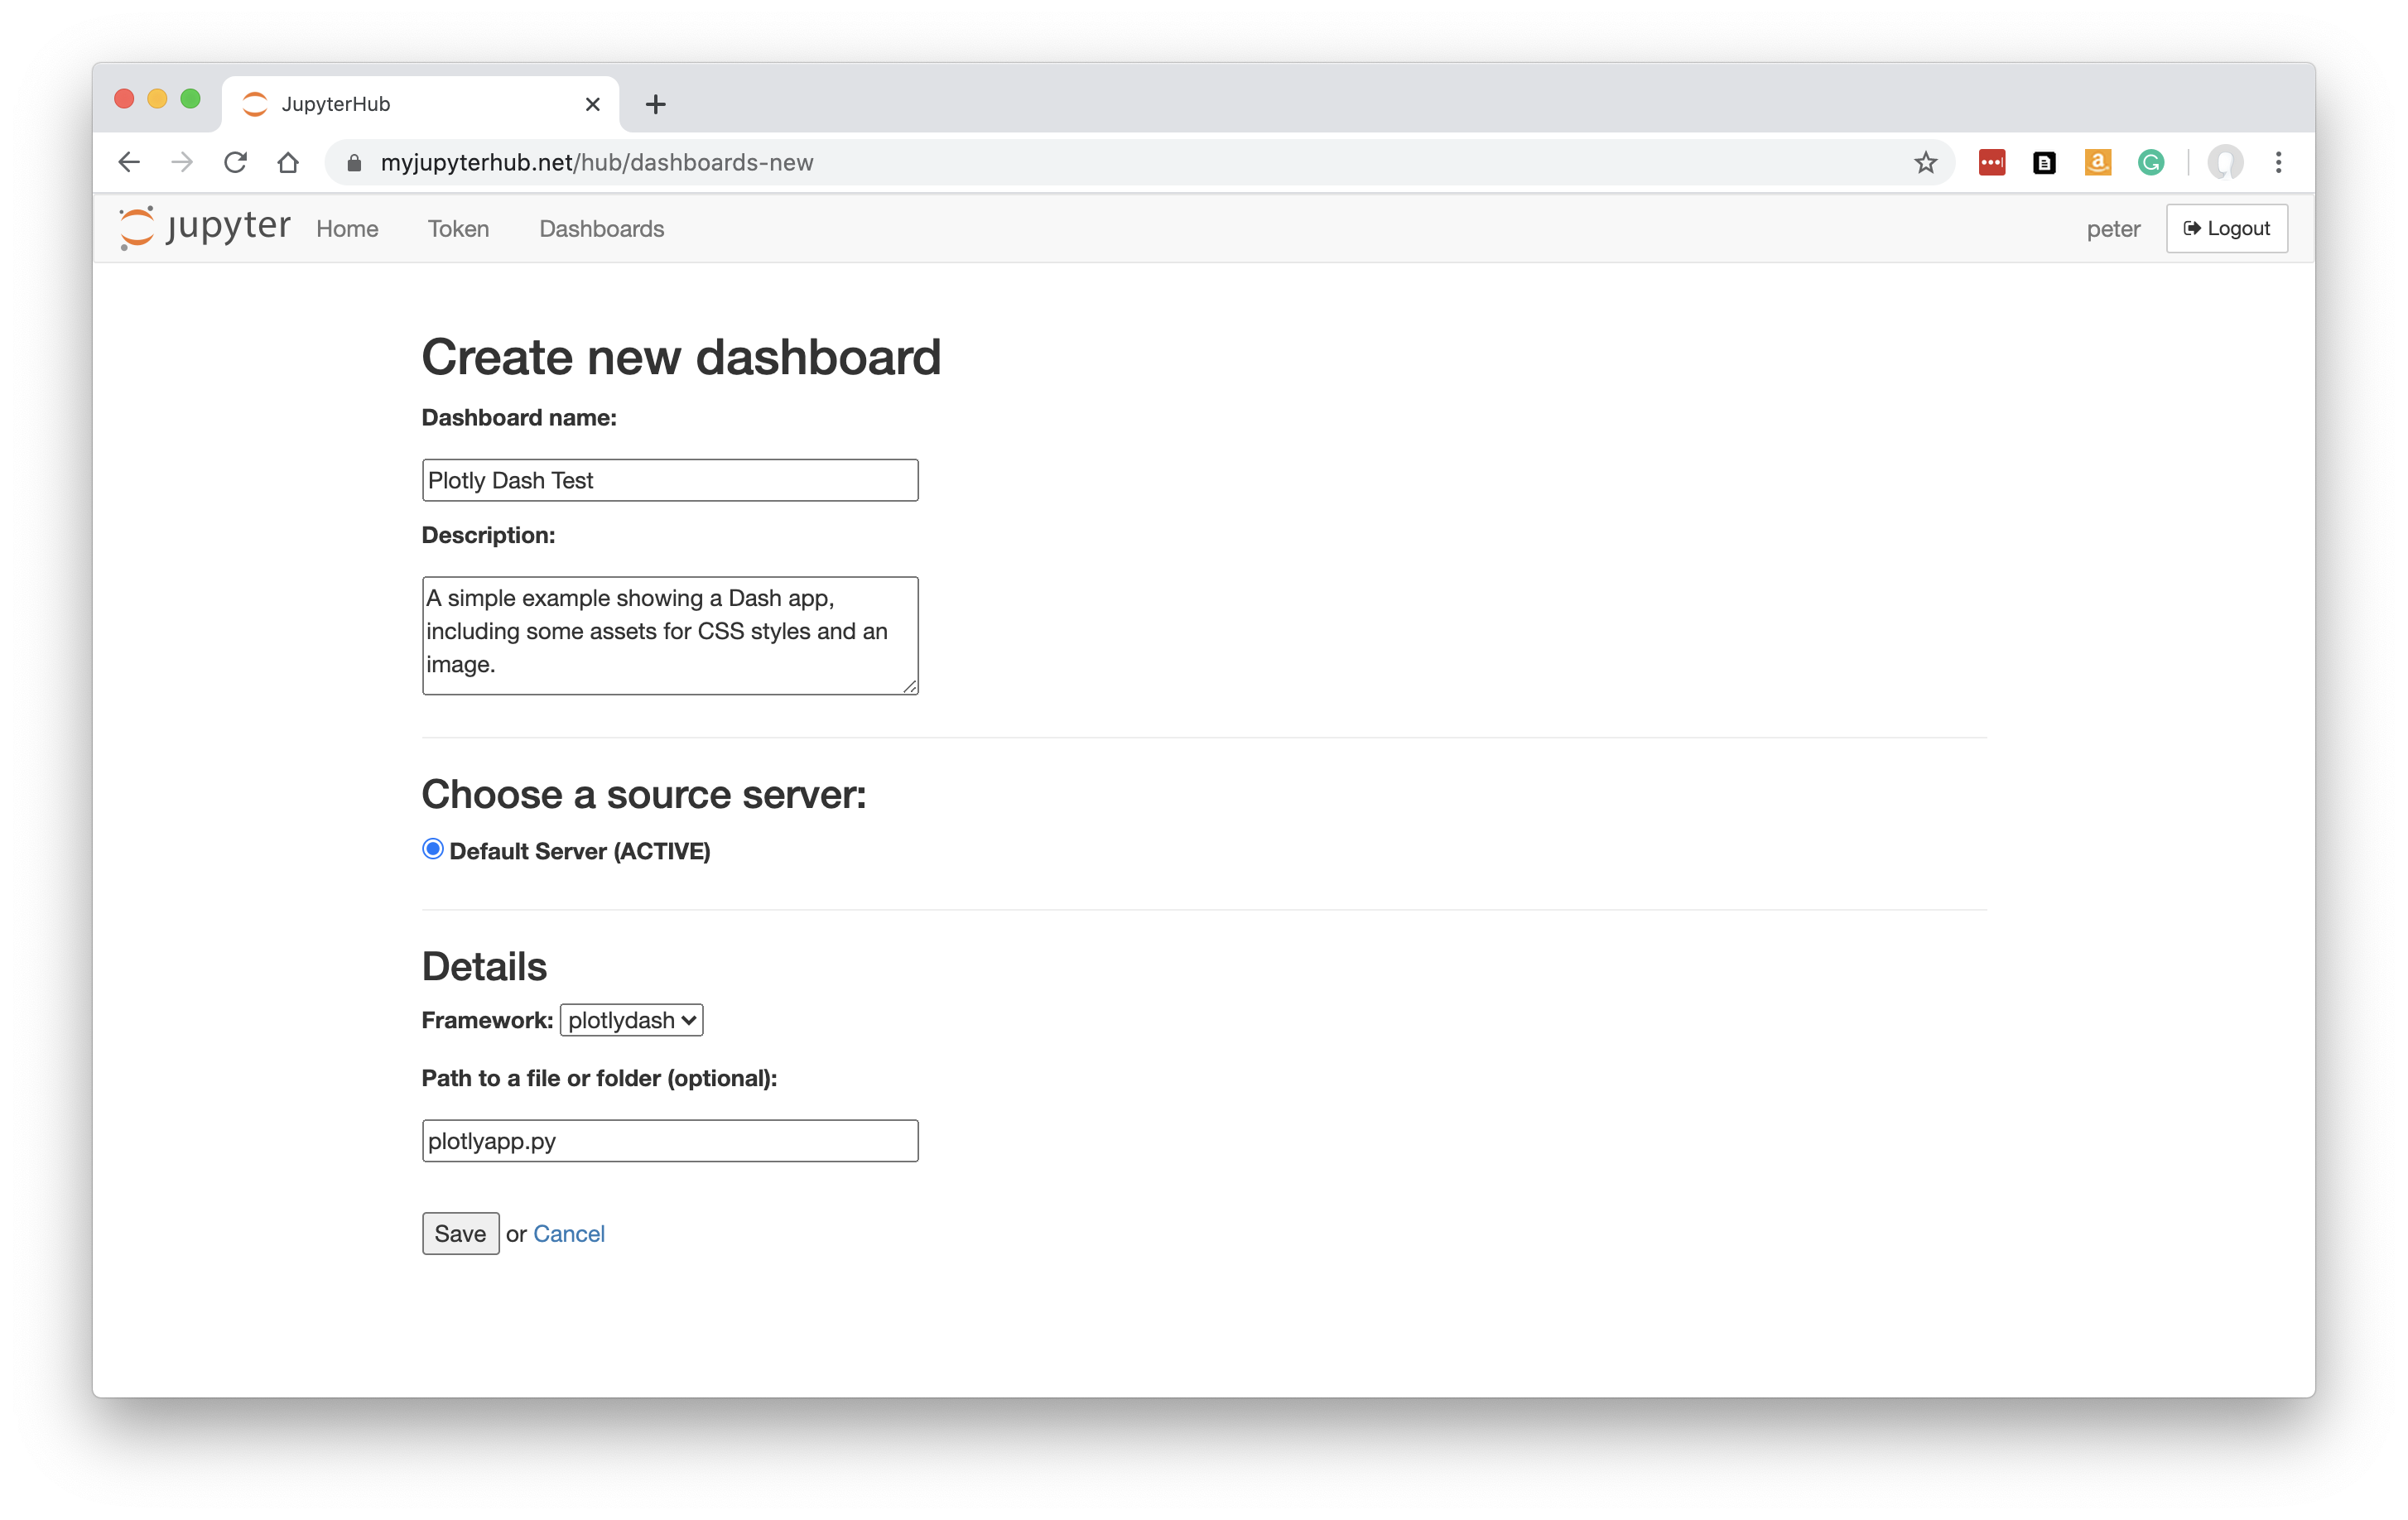 JupyterHub
myjupyterhub.net/hub/dashboards-new
jupyter Home Token Dashboards peter Logout
Create new dashboard
Dashboard name:
Plotly Dash Test
Description:
A simple example showing a Dash app,
including some assets for CSS styles and an
image.
Choose a source server:
Default Server (ACTIVE)
Details
Framework: plotlydash
Path to a file or folder (optional):
plotlyapp.py
Save or Cancel